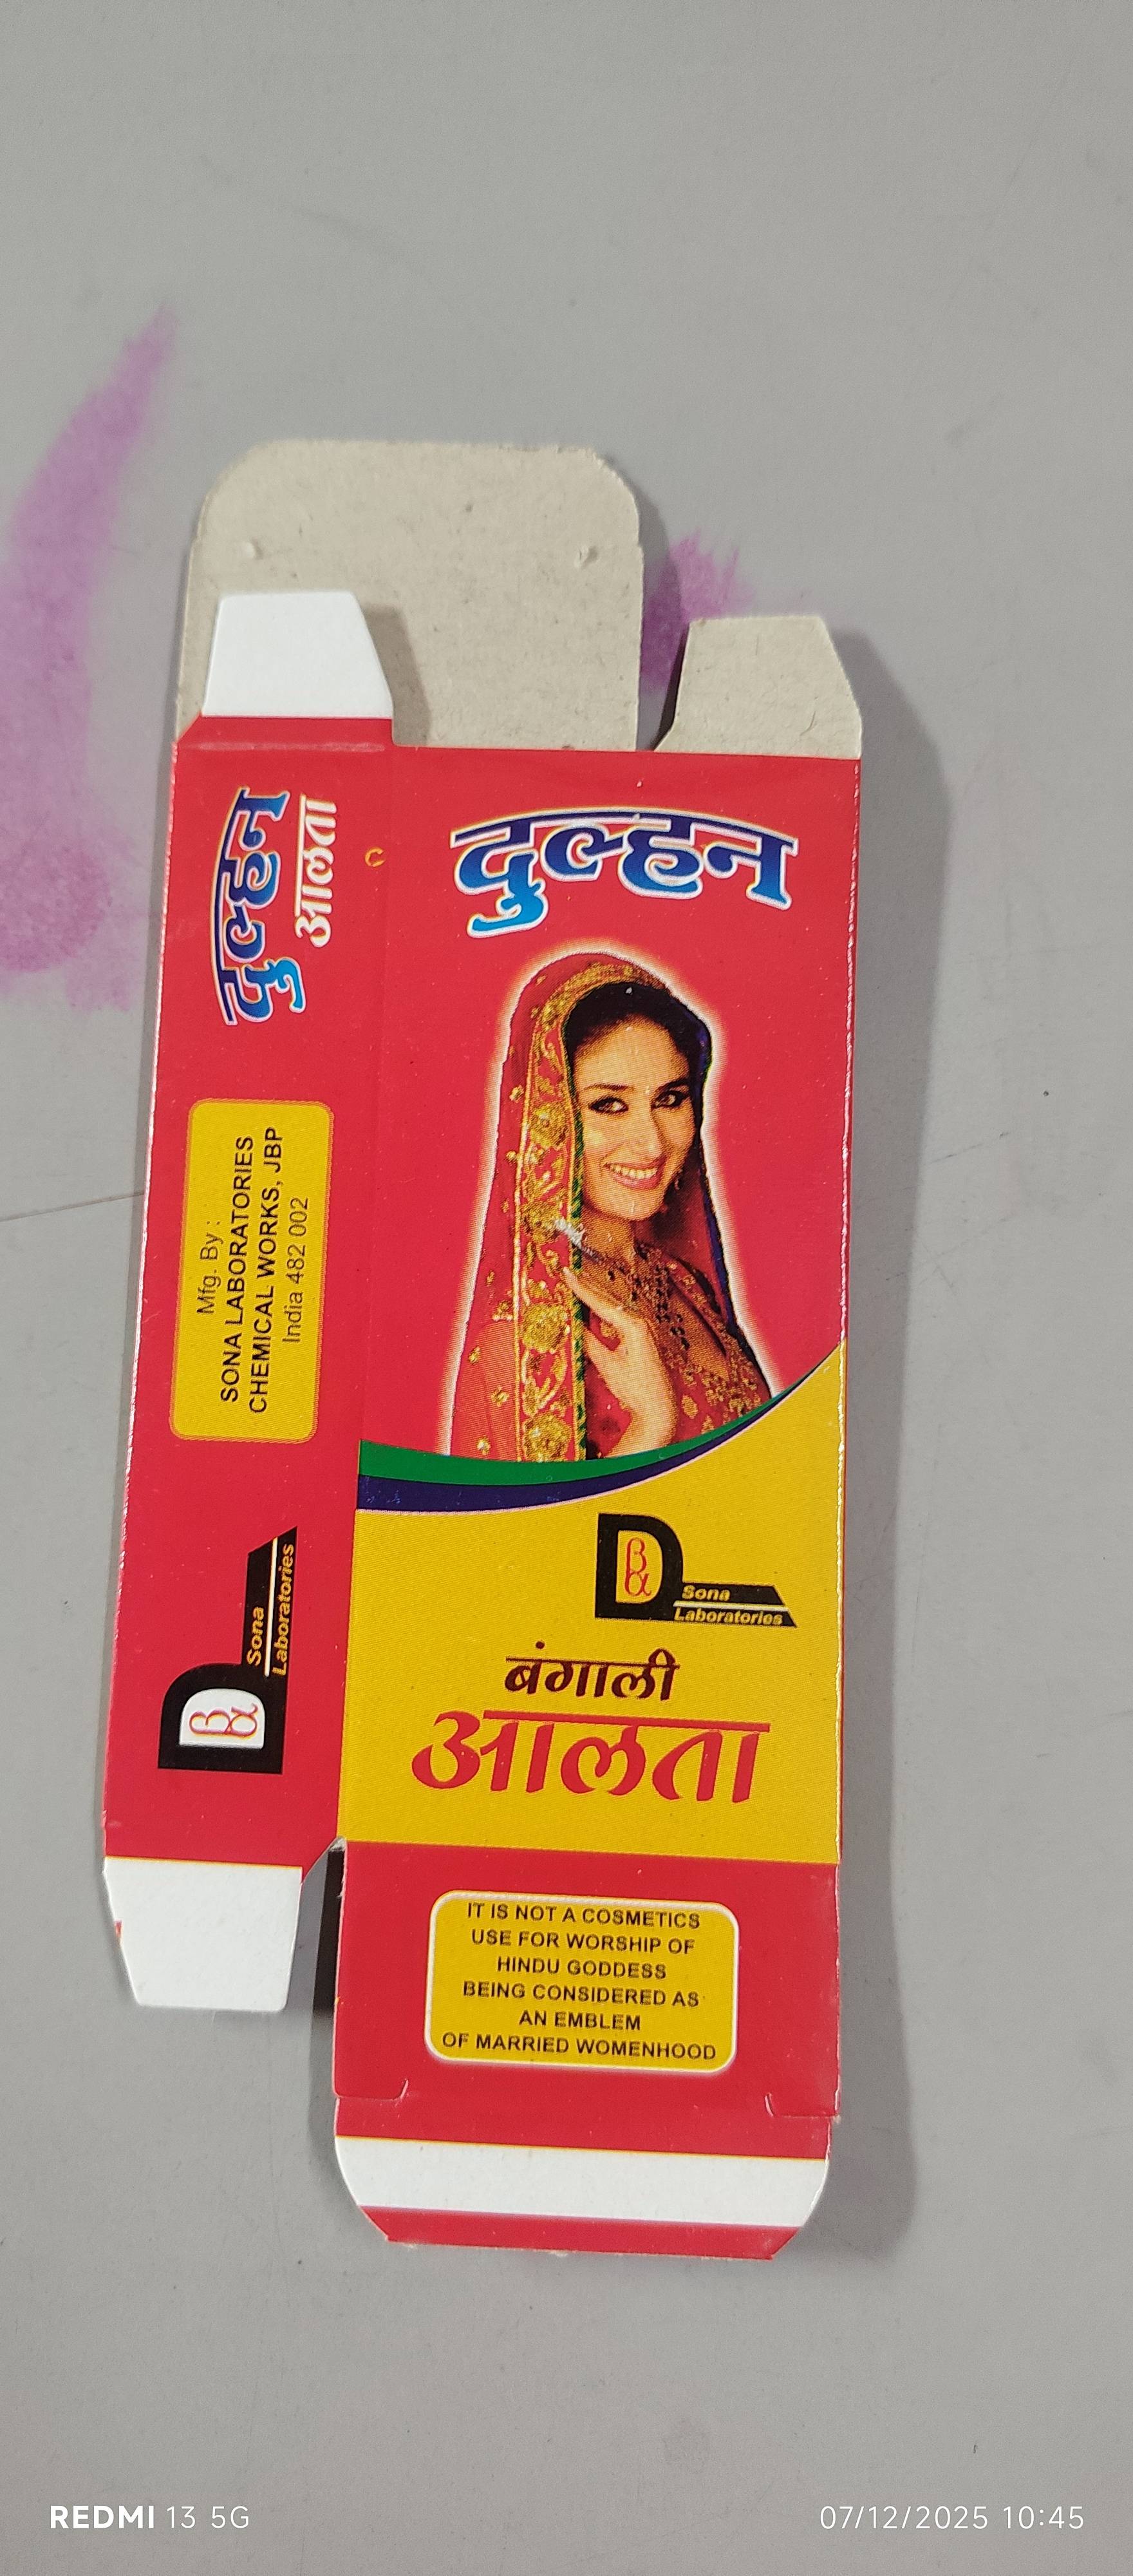 दुल्हन
आलता
Mfg. By :
SONA LABORATORIES
CHEMICAL WORKS, JBP
India 482 002
D
βα
Sona
Laboratories
दुल्हन
D
βα
Sona
Laboratories
बंगाली
आलता
IT IS NOT A COSMETICS
USE FOR WORSHIP OF
HINDU GODDESS
BEING CONSIDERED AS
AN EMBLEM
OF MARRIED WOMENHOOD
REDMI 13 5G
07/12/2025 10:45